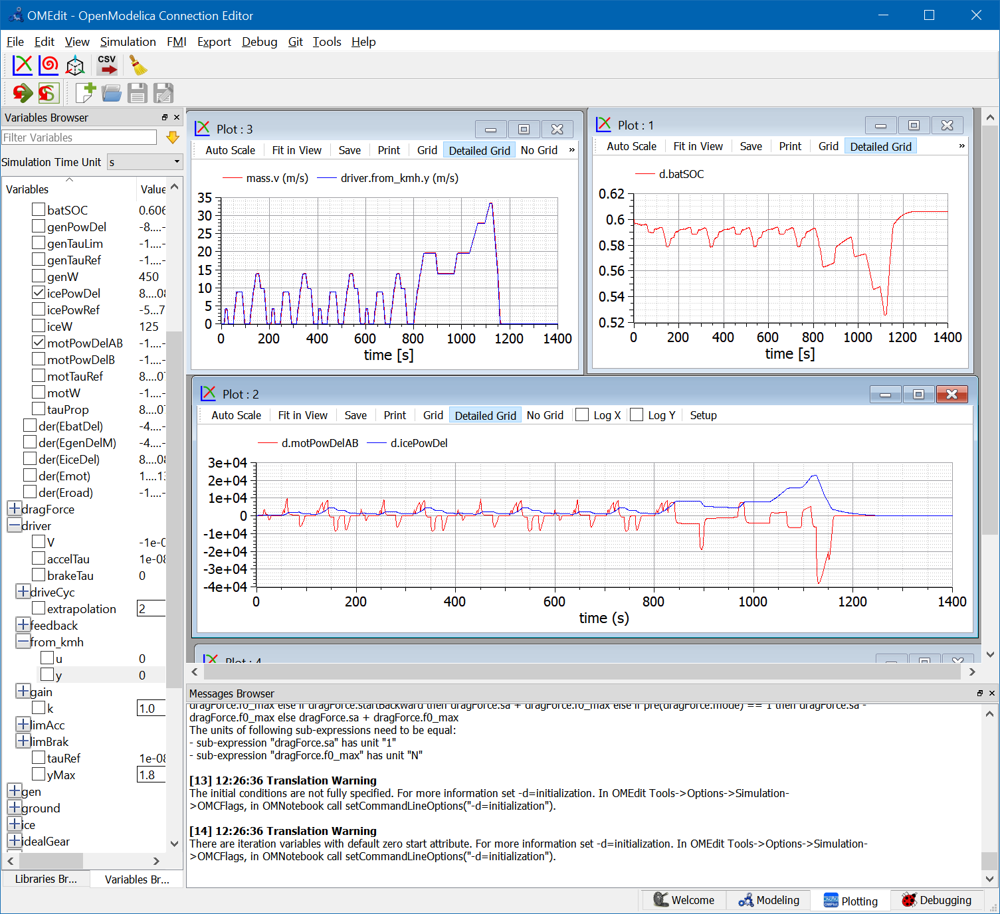 OMEdit - OpenModelica Connection Editor
File Edit View Simulation FMI Export Debug Git Tools Help
CSV
Variables Browser
Filter Variables
Simulation Time Unit s
Variables Value
batSOC 0.606
genPowDel -8....-
genTauLim -1....-
genTauRef -1....-
genW 450
icePowDel 8....08
icePowRef -5...7
iceW 125
motPowDelAB -1....-
motPowDelB -1....-
motTauRef 8....07
motW -1....-
tauProp 8....07
der(EbatDel) -4....-
der(EgenDelM) -4....-
der(EiceDel) 8....08
der(Emot) 1....13
der(Eroad) -1....-
dragForce
driver
V -1e-0
accelTau 1e-08
brakeTau 0
driveCyc
extrapolation 2
feedback
from_kmh
u 0
y 0
gain
k 1.0
limAcc
limBrak
tauRef 1e-08
yMax 1.8
gen
ground
ice
idealGear
Libraries Br... Variables Br...
Plot : 3
Auto Scale Fit in View Save Print Grid Detailed Grid No Grid »
mass.v (m/s) driver.from_kmh.y (m/s)
35
30
25
20
15
10
5
0
0 200 400 600 800 1000 1200 1400
time [s]
Plot : 1
Auto Scale Fit in View Save Print Grid Detailed Grid »
d.batSOC
0.62
0.6
0.58
0.56
0.54
0.52
0 200 400 600 800 1000 1200 1400
time [s]
Plot : 2
Auto Scale Fit in View Save Print Grid Detailed Grid No Grid Log X Log Y Setup
d.motPowDelAB d.icePowDel
3e+04
2e+04
1e+04
0
-1e+04
-2e+04
-3e+04
-4e+04
0 200 400 600 800 1000 1200 1400
time (s)
Plot : 4
Messages Browser
dragForce.f0_max else if dragForce.startBackward then dragForce.sa + dragForce.f0_max else if pre(dragForce.mode) == 1 then dragForce.sa -
dragForce.f0_max else dragForce.sa + dragForce.f0_max
The units of following sub-expressions need to be equal:
- sub-expression "dragForce.sa" has unit "1"
- sub-expression "dragForce.f0_max" has unit "N"
[13] 12:26:36 Translation Warning
The initial conditions are not fully specified. For more information set -d=initialization. In OMEdit Tools->Options->Simulation-
>OMCFlags, in OMNotebook call setCommandLineOptions("-d=initialization").
[14] 12:26:36 Translation Warning
There are iteration variables with default zero start attribute. For more information set -d=initialization. In OMEdit Tools->Options->Simulation-
>OMCFlags, in OMNotebook call setCommandLineOptions("-d=initialization").
Welcome Modeling OMPlot Plotting Debugging